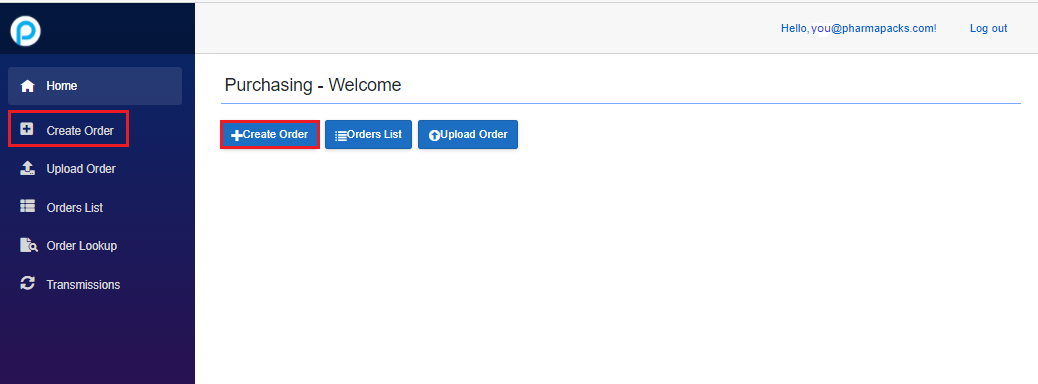 Hello, you@pharmapacks.com! Log out
Home
Create Order
Upload Order
Orders List
Order Lookup
Transmissions
Purchasing - Welcome
Create Order Orders List Upload Order